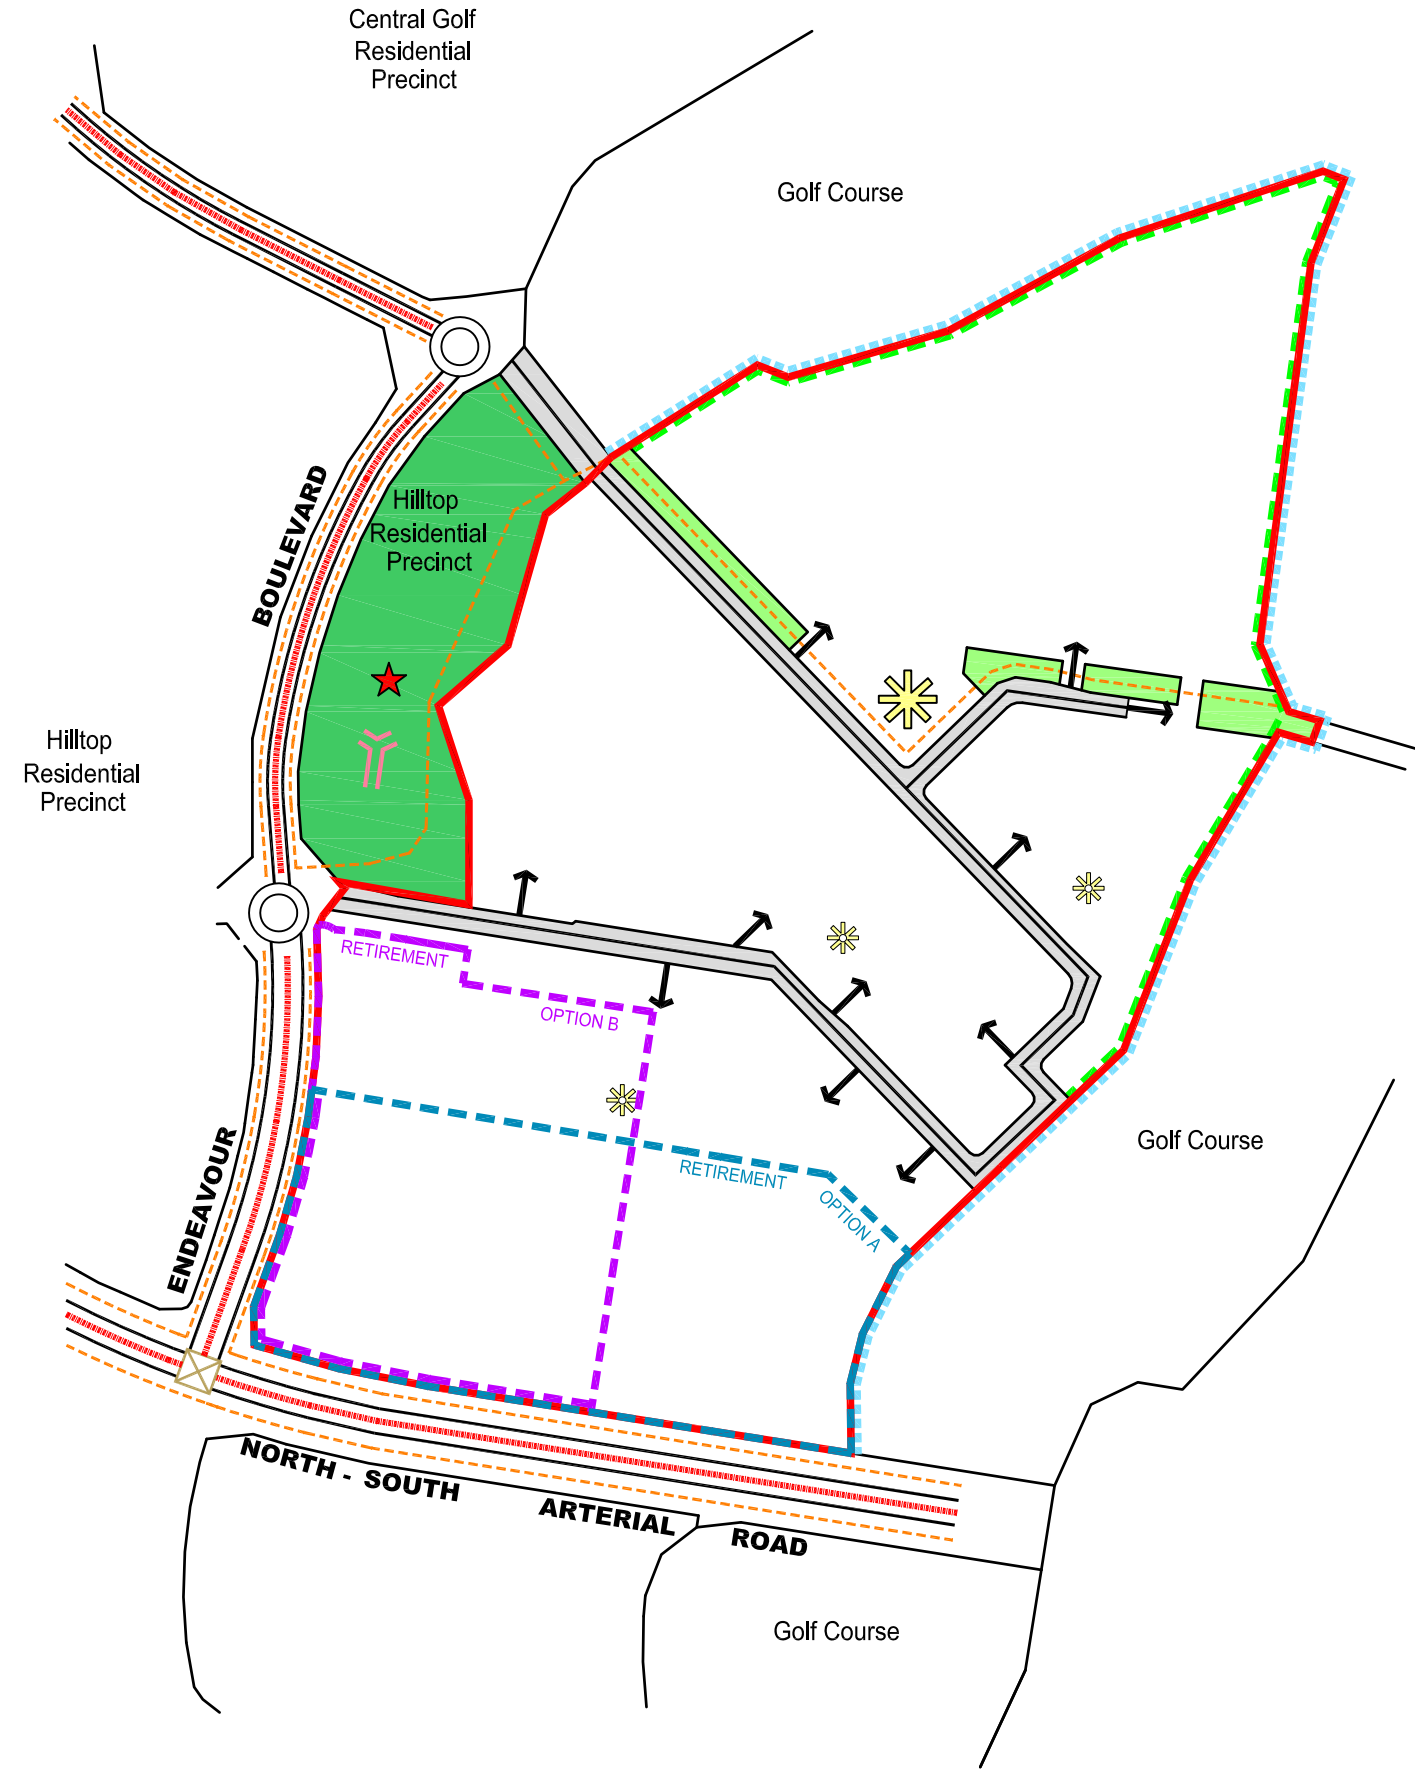 Central Golf
Residential
Precinct
Golf Course
Hilltop
Residential
Precinct
BOULEVARD
Hilltop
Residential
Precinct
RETIREMENT
OPTION B
RETIREMENT
OPTION A
Golf Course
ENDEAVOUR
NORTH - SOUTH ARTERIAL ROAD
Golf Course